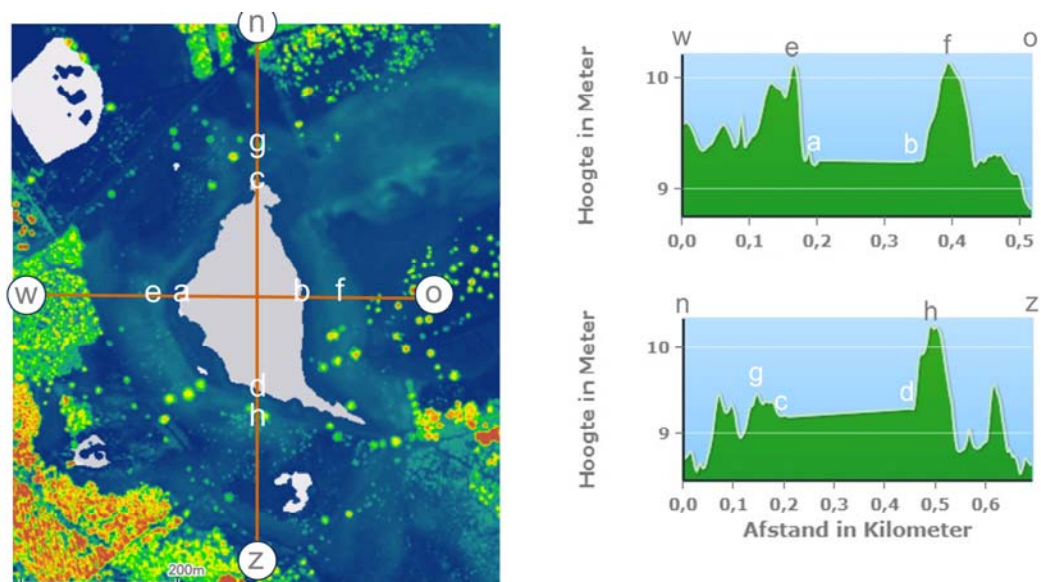 n
g
c
w e a b f o
d
h
z
200m
w e f o
Hoogte in Meter
10
9
a b
0,0 0,1 0,2 0,3 0,4 0,5
n h z
Hoogte in Meter
10
9
g c d
0,0 0,1 0,2 0,3 0,4 0,5 0,6
Afstand in Kilometer